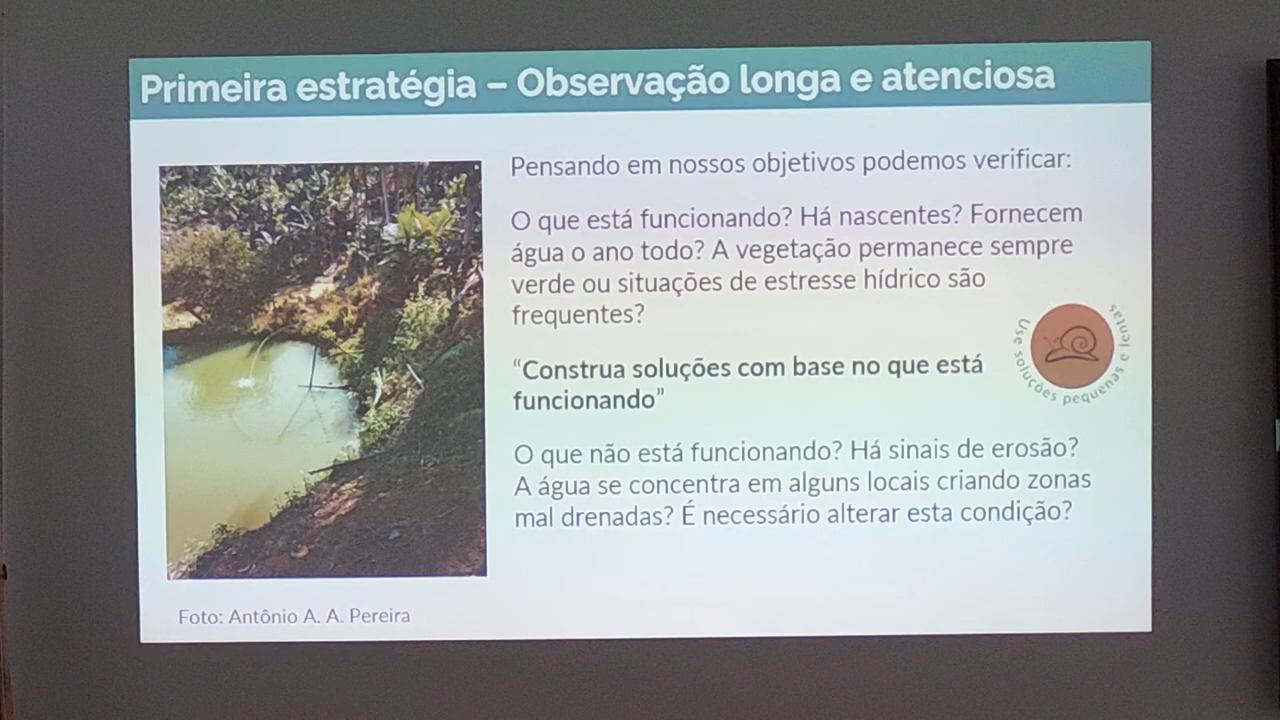 Primeira estratégia – Observação longa e atenciosa
Pensando em nossos objetivos podemos verificar:
O que está funcionando? Há nascentes? Fornecem
água o ano todo? A vegetação permanece sempre
verde ou situações de estresse hídrico são
frequentes?
“Construa soluções com base no que está
funcionando”
Use soluções pequenas e lentas
O que não está funcionando? Há sinais de erosão?
A água se concentra em alguns locais criando zonas
mal drenadas? É necessário alterar esta condição?
Foto: Antônio A. A. Pereira